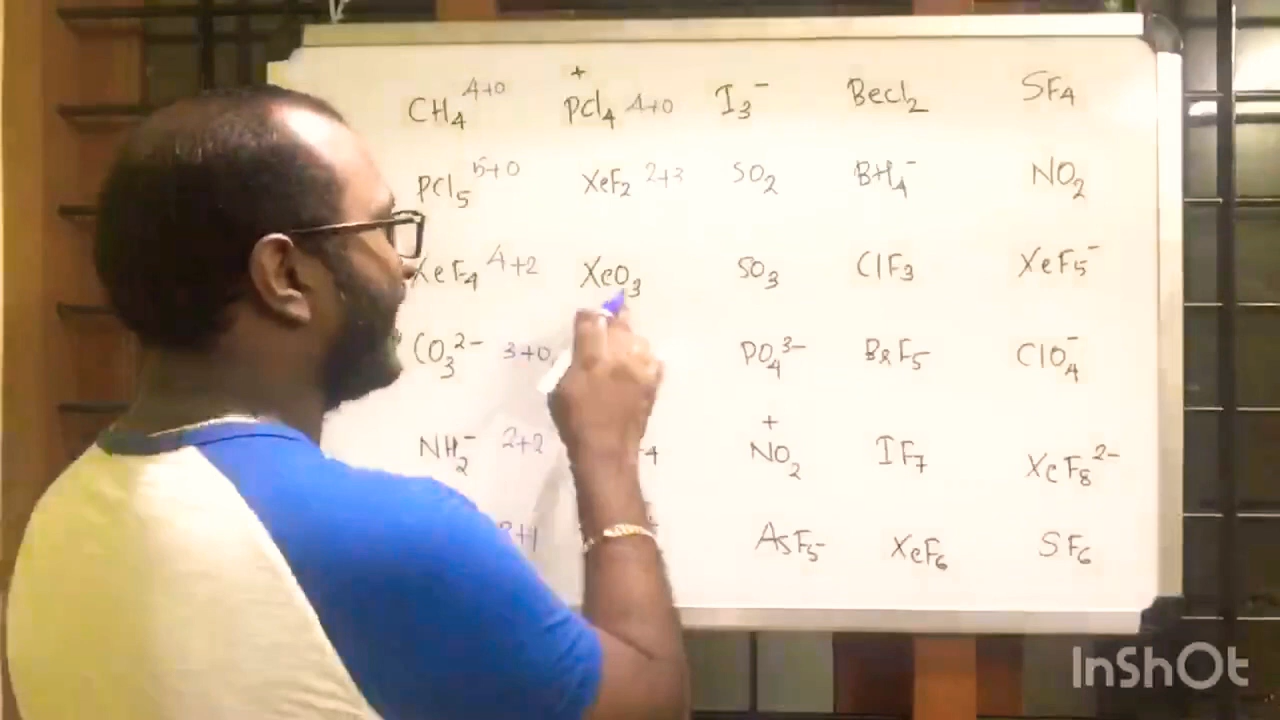 CH₄ 4+0 PCl₄⁺ 4+0 I₃⁻ BeCl₂ SF₄
PCl₅ 5+0 XeF₂ 2+3 SO₂ BH₄⁻ NO₂
XeF₄ 4+2 XeO₃ SO₃ ClF₃ XeF₅⁻
CO₃²⁻ 3+0 PO₄³⁻ BrF₅ ClO₄⁻
NH₂⁻ 2+2 4 NO₂⁺ IF₇ XeF₈²⁻
+1 AsF₅⁻ XeF₆ SF₆
InShOt